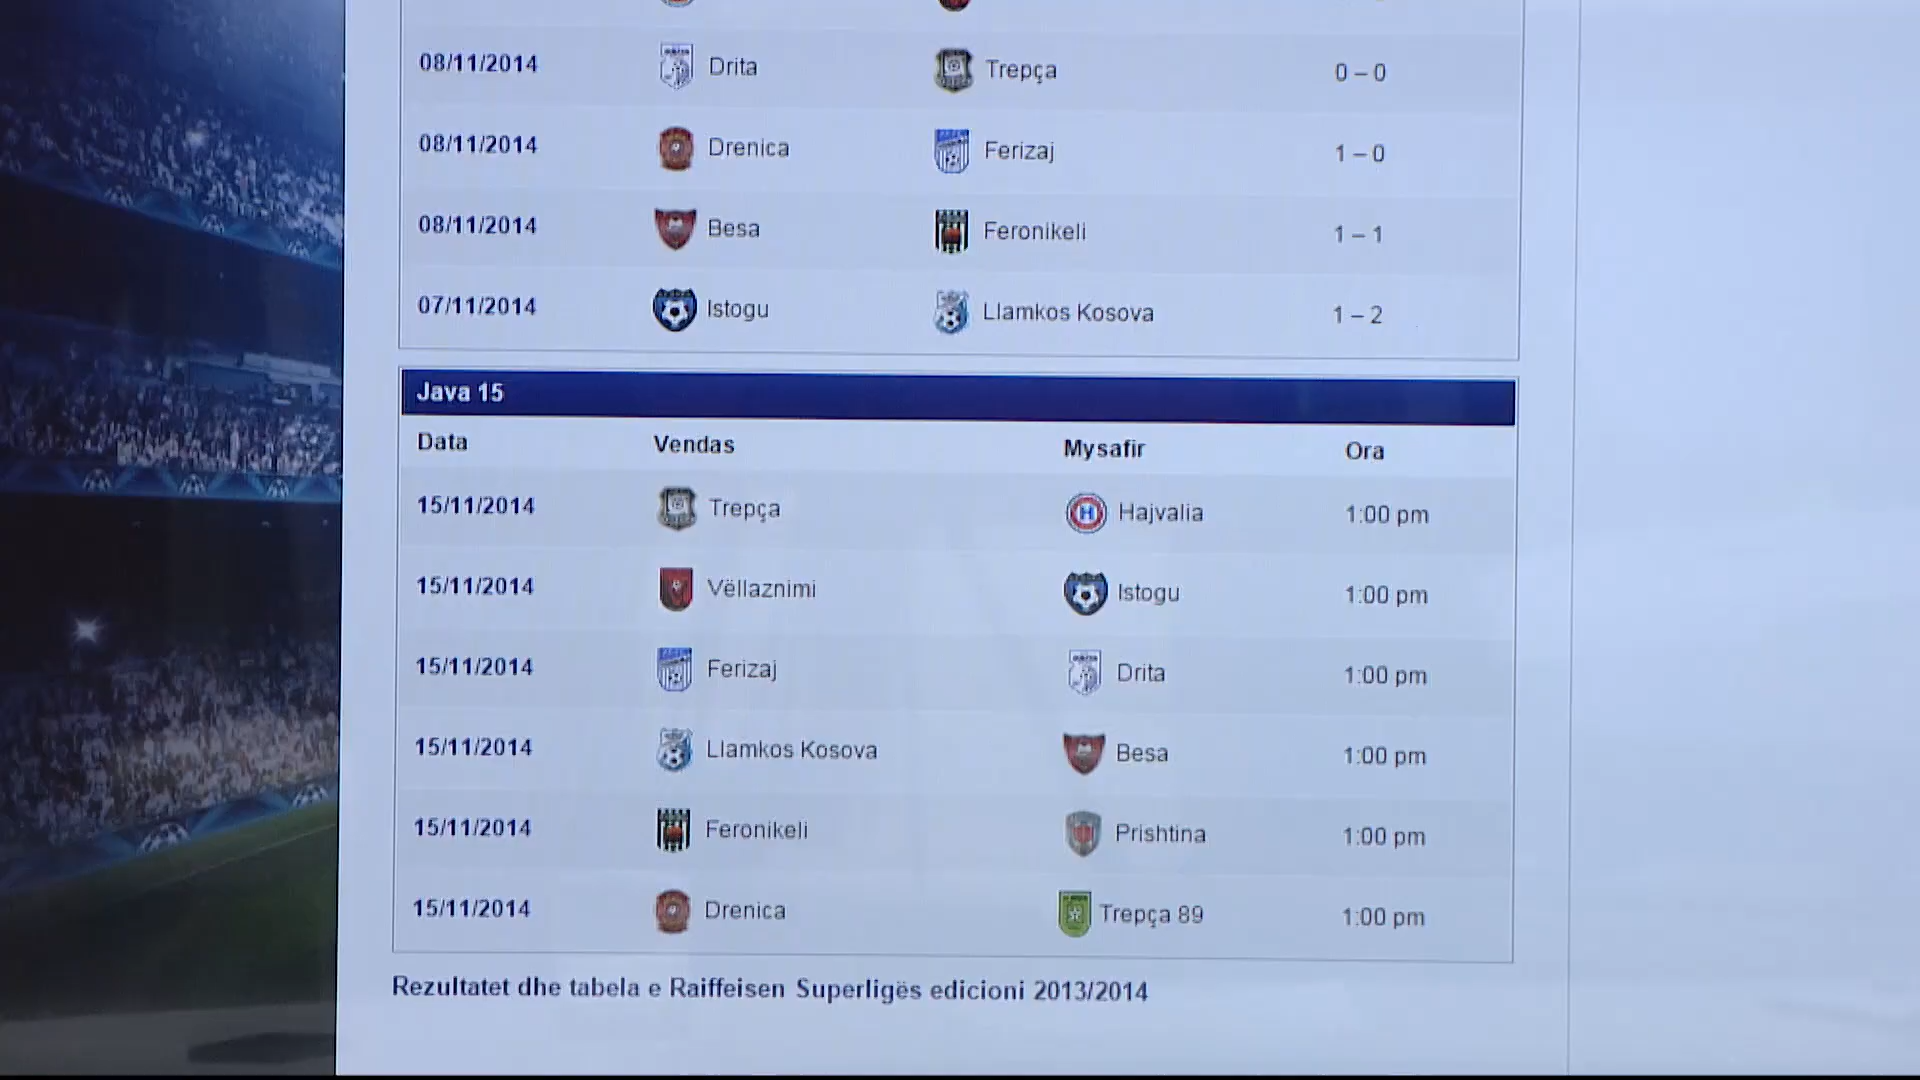 08/11/2014 Drita Trepça 0 – 0
08/11/2014 Drenica Ferizaj 1 – 0
08/11/2014 Besa Feronikeli 1 – 1
07/11/2014 Istogu Llamkos Kosova 1 – 2
Java 15
Data Vendas Mysafir Ora
15/11/2014 Trepça Hajvalia 1:00 pm
15/11/2014 Vëllaznimi Istogu 1:00 pm
15/11/2014 Ferizaj Drita 1:00 pm
15/11/2014 Llamkos Kosova Besa 1:00 pm
15/11/2014 Feronikeli Prishtina 1:00 pm
15/11/2014 Drenica Trepça 89 1:00 pm
Rezultatet dhe tabela e Raiffeisen Superligës edicioni 2013/2014